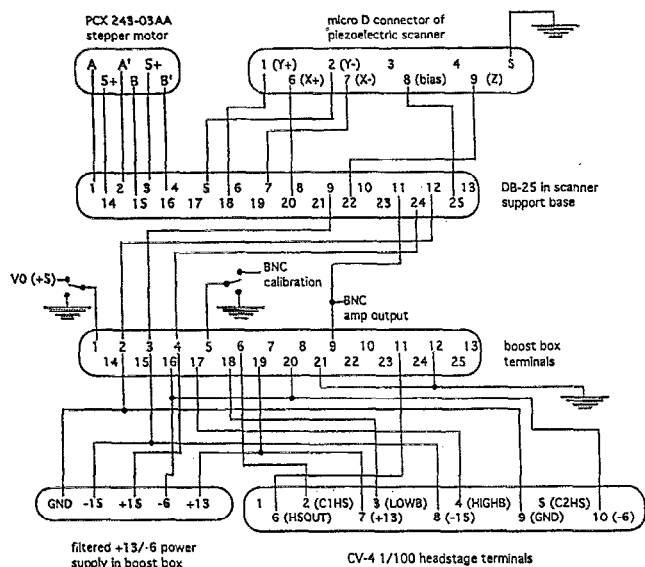 PCX 243-03AA
stepper motor
micro D connector of
piezoelectric scanner
A A' S+
S+ B B'
1 (Y+) 2 (Y-) 3 4 5
6 (X+) 7 (X-) 8 (bias) 9 (Z)
1 2 3 4 5 6 7 8 9 10 11 12 13
14 15 16 17 18 19 20 21 22 23 24 25
DB-25 in scanner
support base
V0 (+5)
BNC
calibration
BNC
amp output
1 2 3 4 5 6 7 8 9 10 11 12 13
14 15 16 17 18 19 20 21 22 23 24 25
boost box
terminals
GND -15 +15 -6 +13
1 2 (C1HS) 3 (LOWB) 4 (HIGHB) 5 (C2HS)
6 (HSOUT) 7 (+13) 8 (-15) 9 (GND) 10 (-6)
filtered +13/-6 power
supply in boost box
CV-4 1/100 headstage terminals